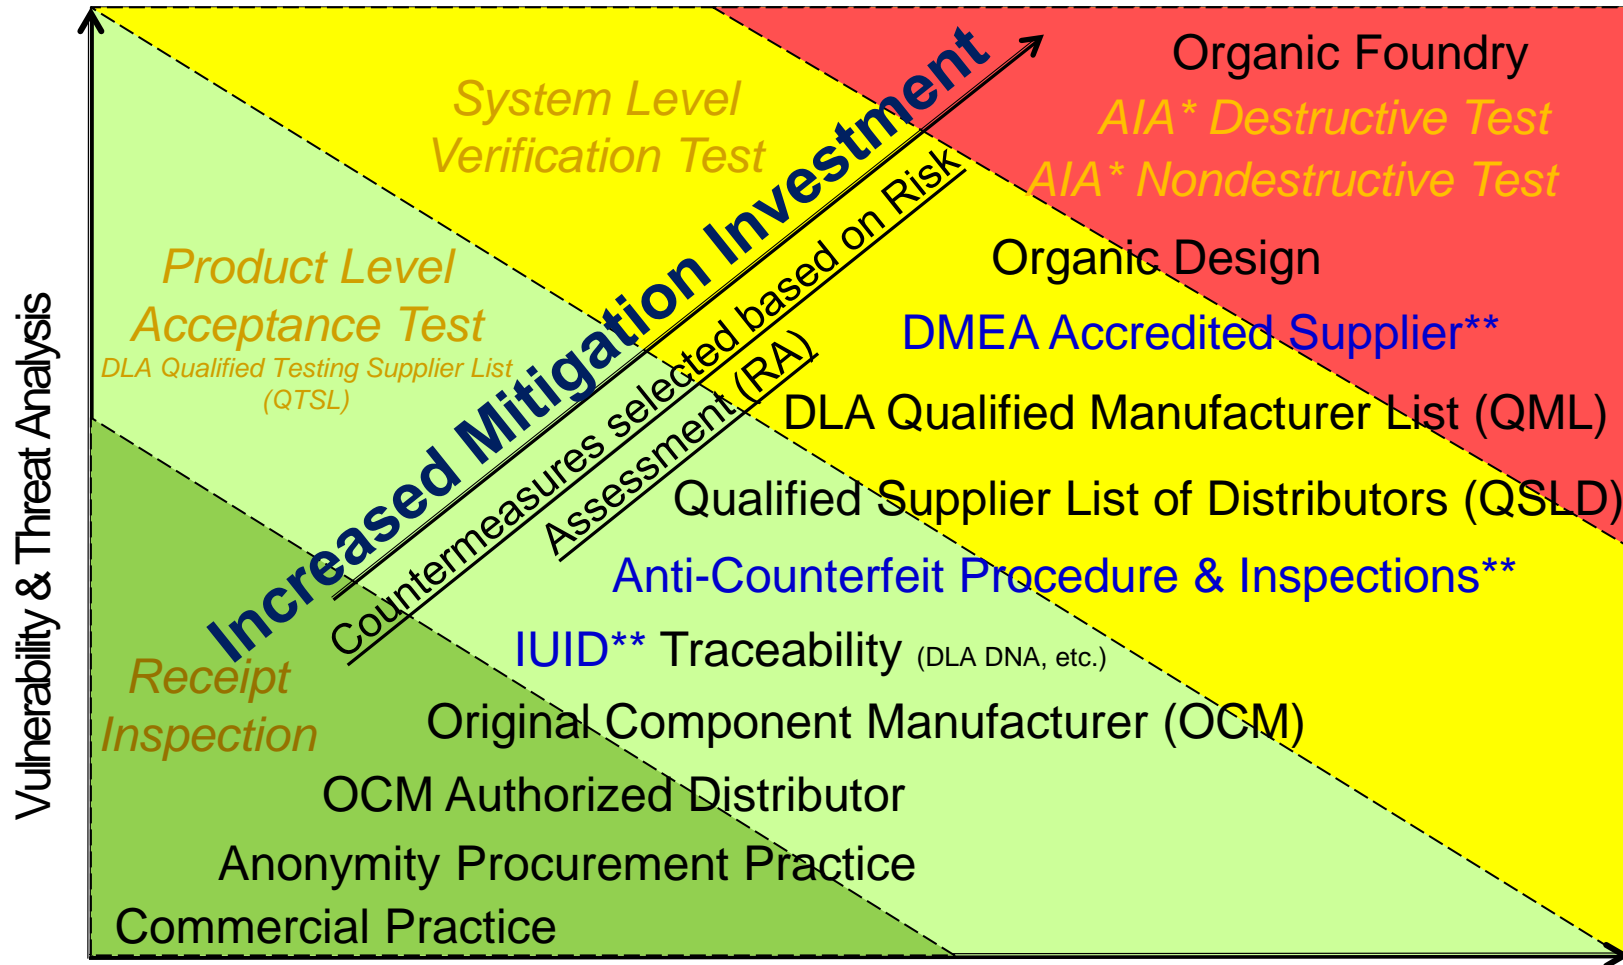 Organic Foundry
System Level
Verification Test
AIA* Destructive Test
AIA* Nondestructive Test
Increased Mitigation Investment
Countermeasures selected based on Risk
Assessment (RA)
Product Level
Acceptance Test
DLA Qualified Testing Supplier List
(QTSL)
Organic Design
DMEA Accredited Supplier**
DLA Qualified Manufacturer List (QML)
Qualified Supplier List of Distributors (QSLD)
Anti-Counterfeit Procedure & Inspections**
IUID** Traceability (DLA DNA, etc.)
Receipt
Inspection
Original Component Manufacturer (OCM)
OCM Authorized Distributor
Anonymity Procurement Practice
Commercial Practice
Vulnerability & Threat Analysis